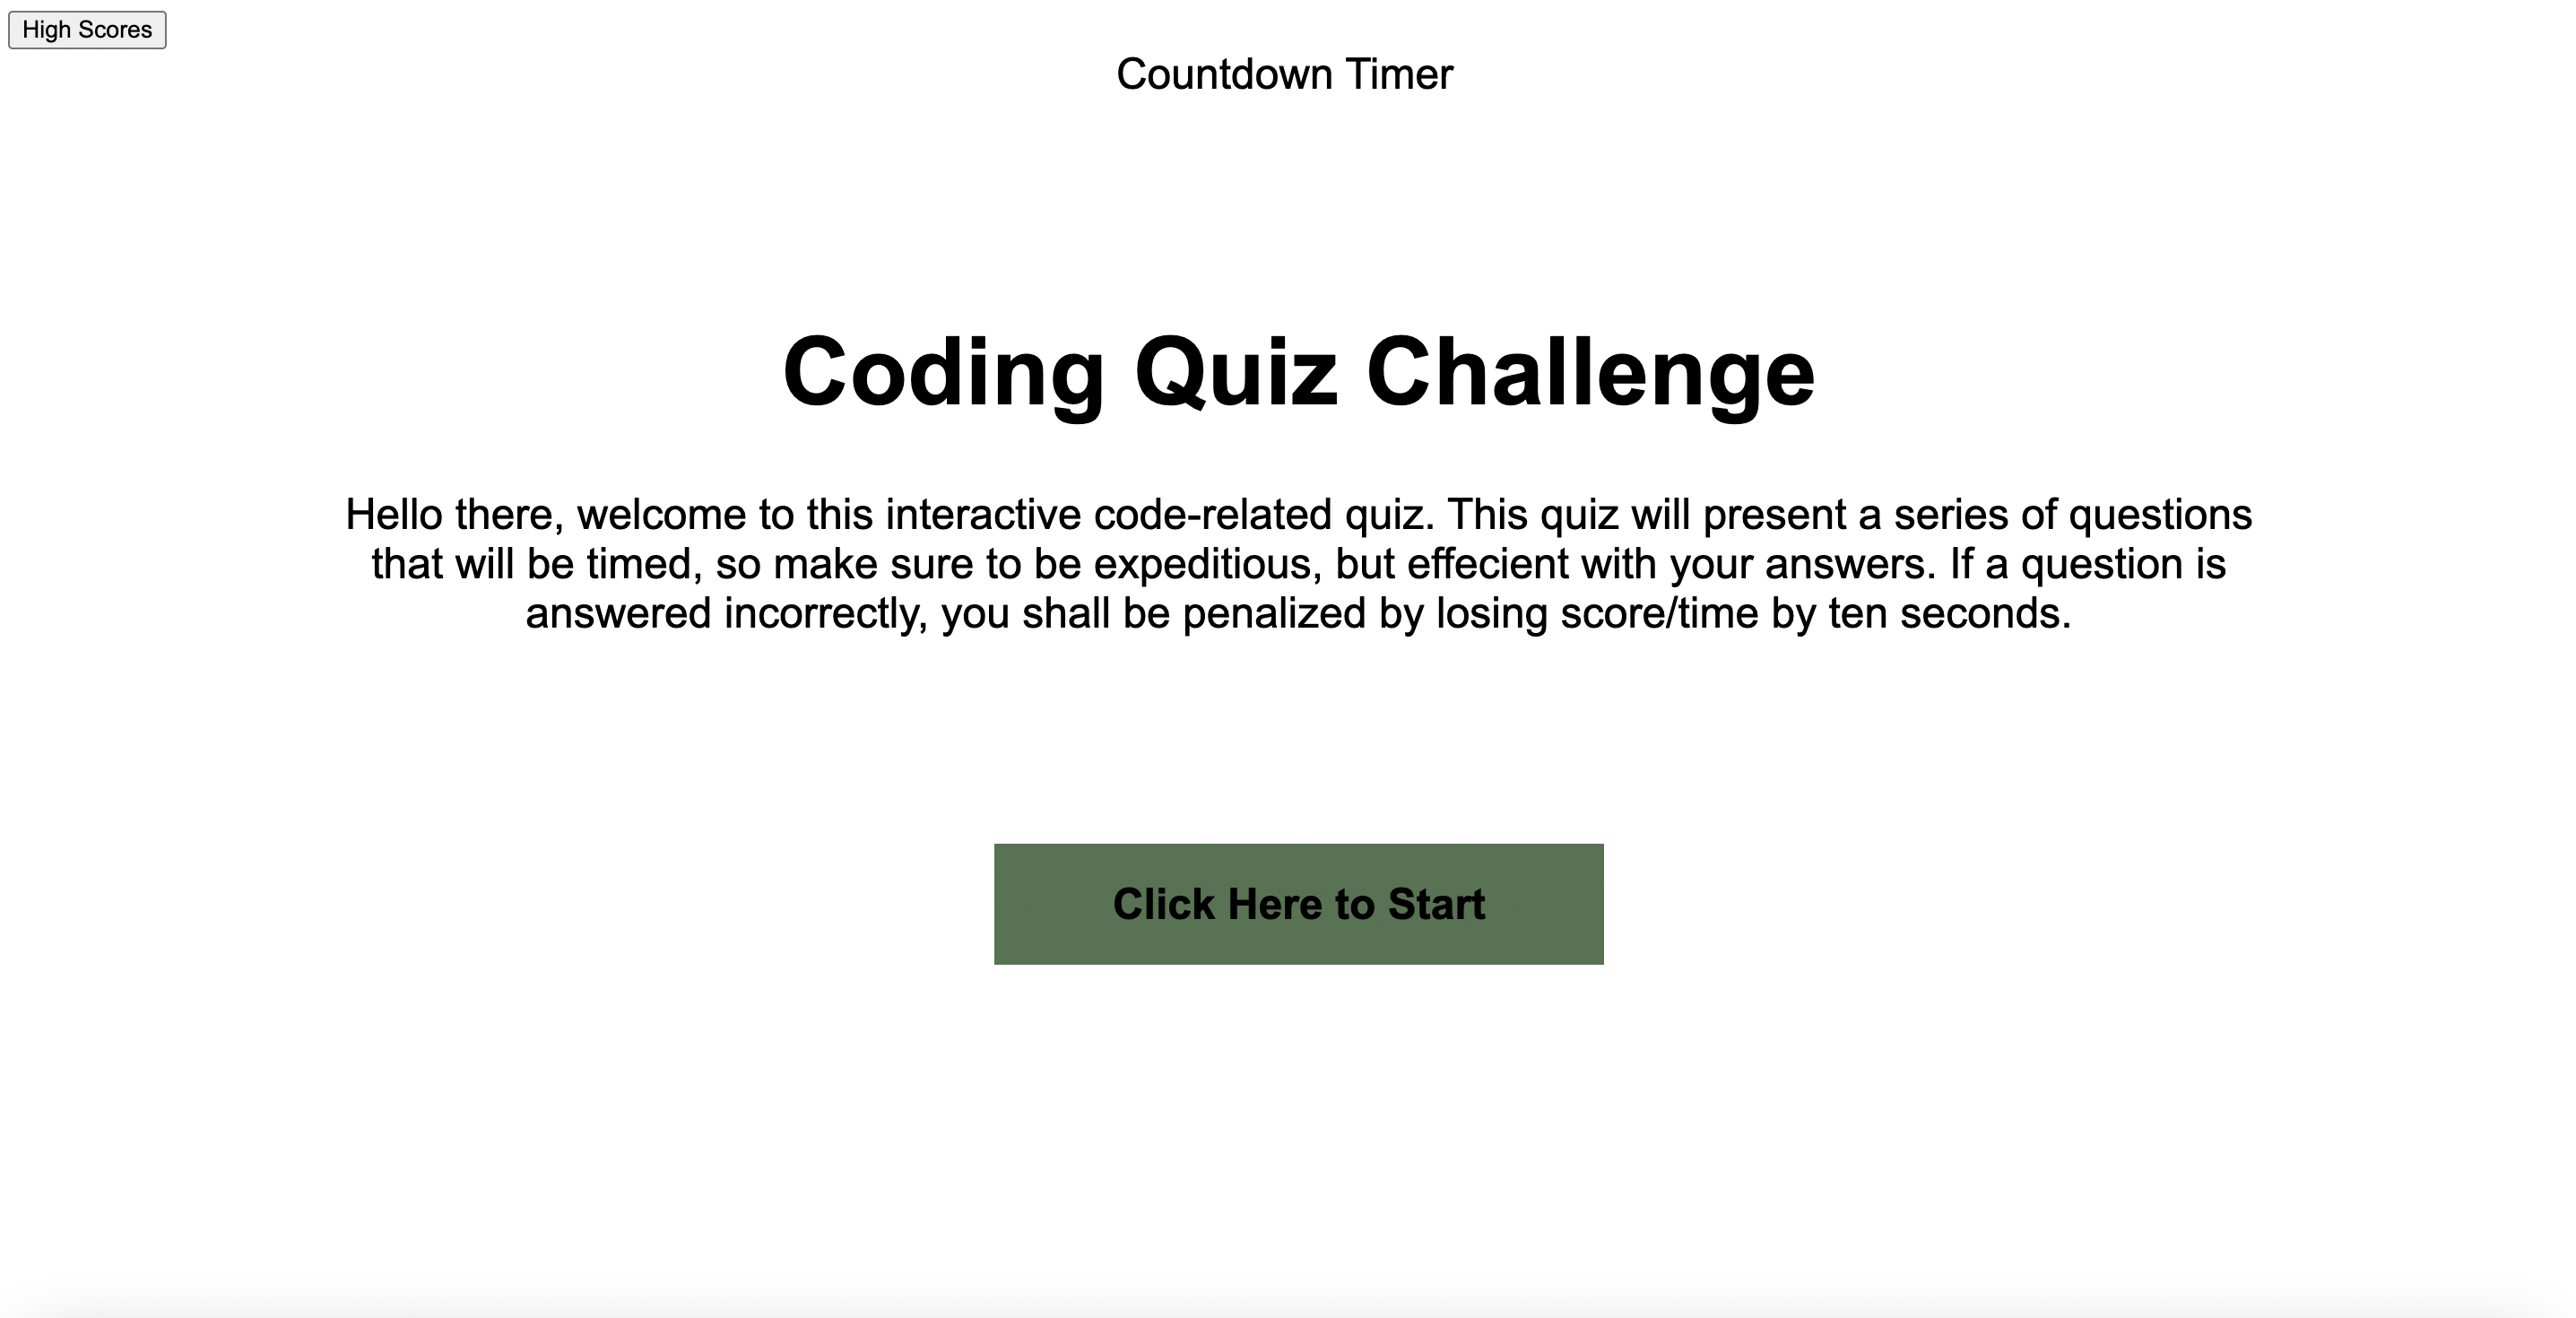 High Scores
Countdown Timer
Coding Quiz Challenge
Hello there, welcome to this interactive code-related quiz. This quiz will present a series of questions
that will be timed, so make sure to be expeditious, but effecient with your answers. If a question is
answered incorrectly, you shall be penalized by losing score/time by ten seconds.
Click Here to Start